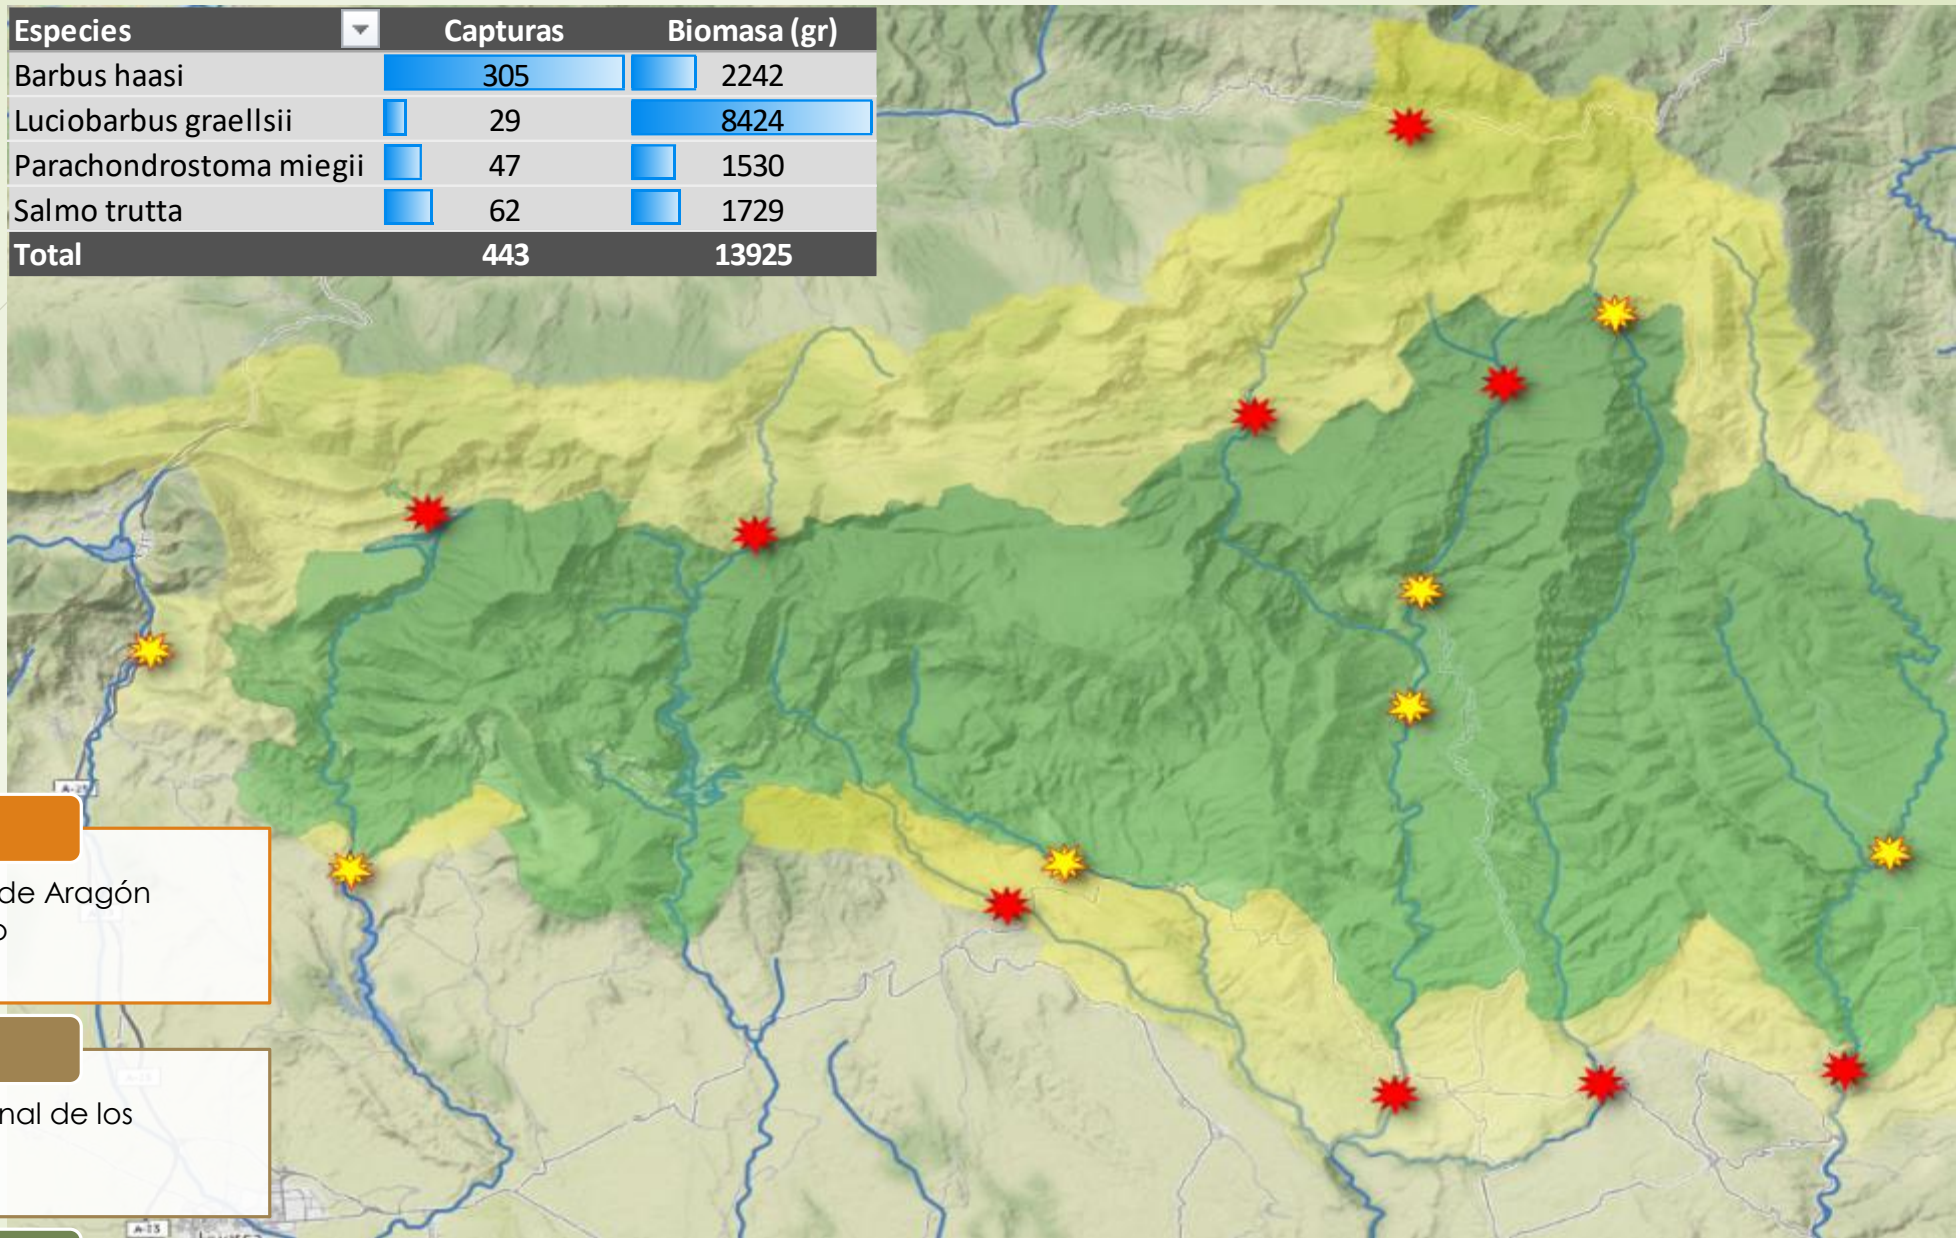 Especies Capturas Biomasa (gr)
Barbus haasi 305 2242
Luciobarbus graellsii 29 8424
Parachondrostoma miegii 47 1530
Salmo trutta 62 1729
Total 443 13925
de Aragón
o
nal de los
A-23